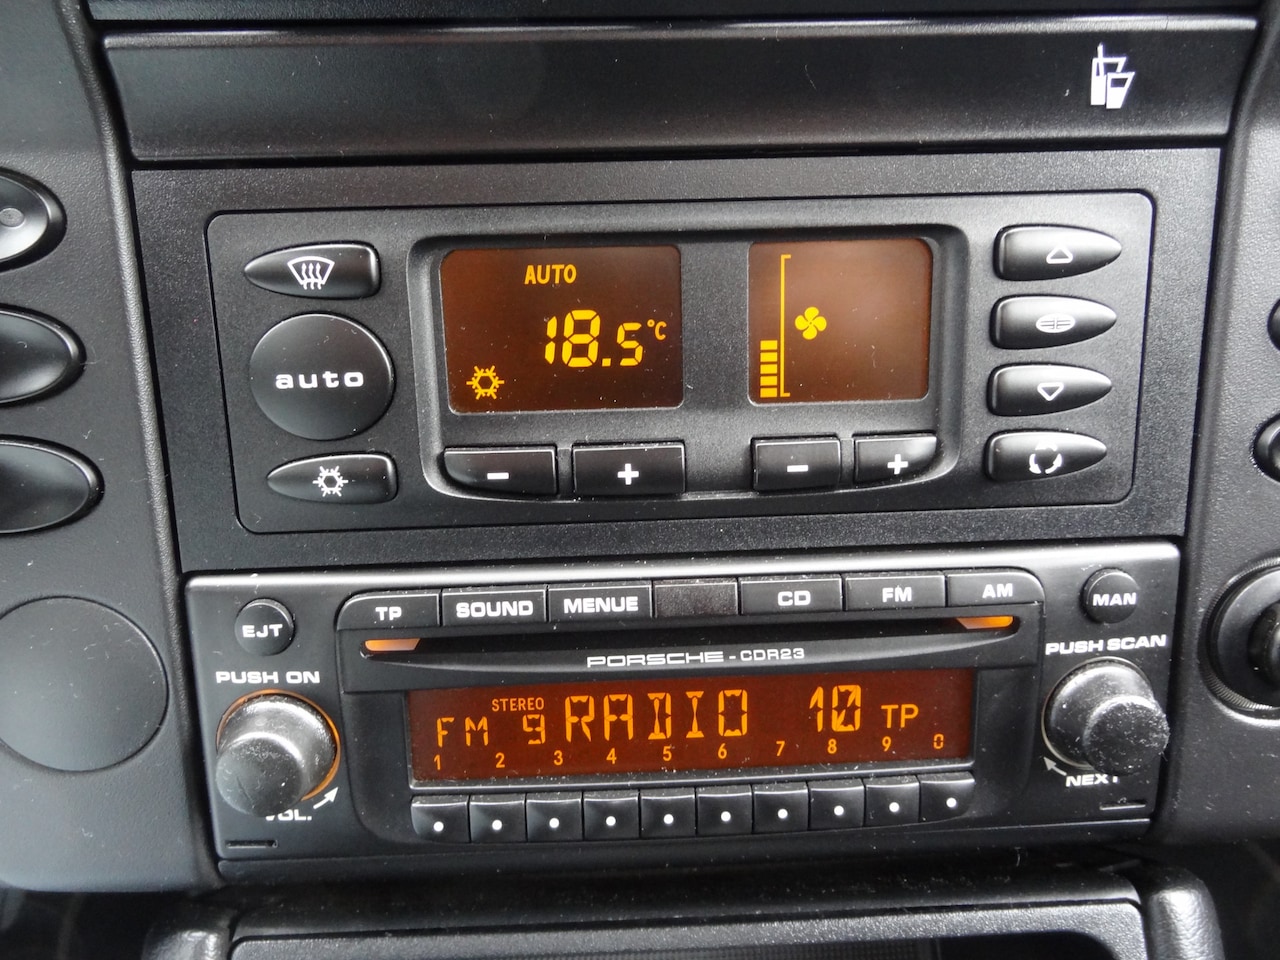 AUTO
18.5°C
auto
- + - +
TP SOUND MENUE CD FM AM
EJT
MAN
PUSH ON
PORSCHE - CDR23
PUSH SCAN
STEREO
FM 9 RADIO 10 TP
1 2 3 4 5 6 7 8 9 0
VOL.
NEXT